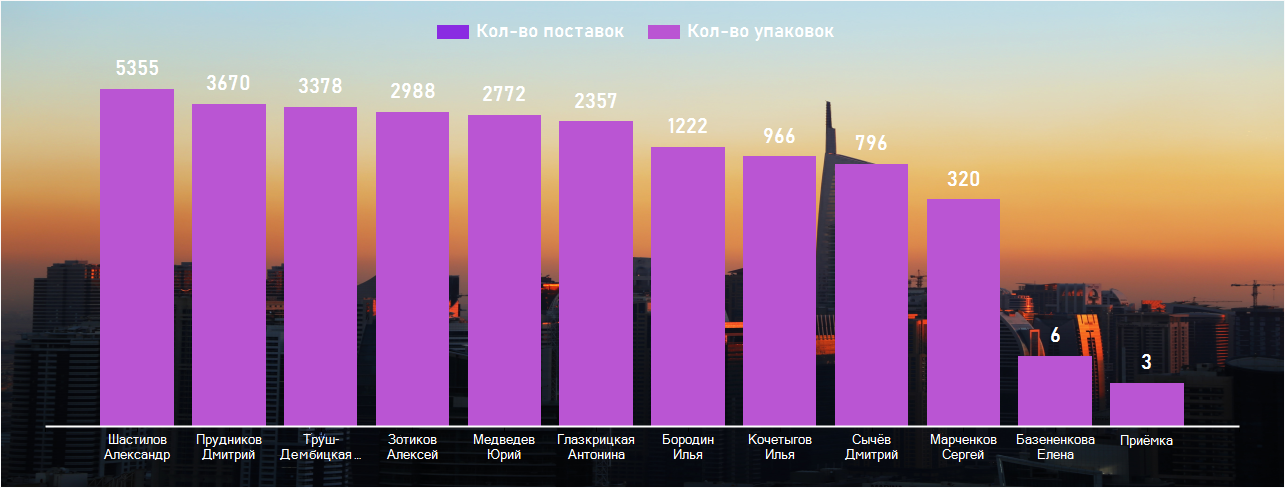 Кол-во поставок Кол-во упаковок
5355 3670 3378 2988 2772 2357 1222 966 796 320 6 3
Шастилов Прудников Труш- Зотиков Медведев Глазкрицкая Бородин Кочетыгов Сычёв Марченков Базененкова Приёмка
Александр Дмитрий Дембицкая... Алексей Юрий Антонина Илья Илья Дмитрий Сергей Елена